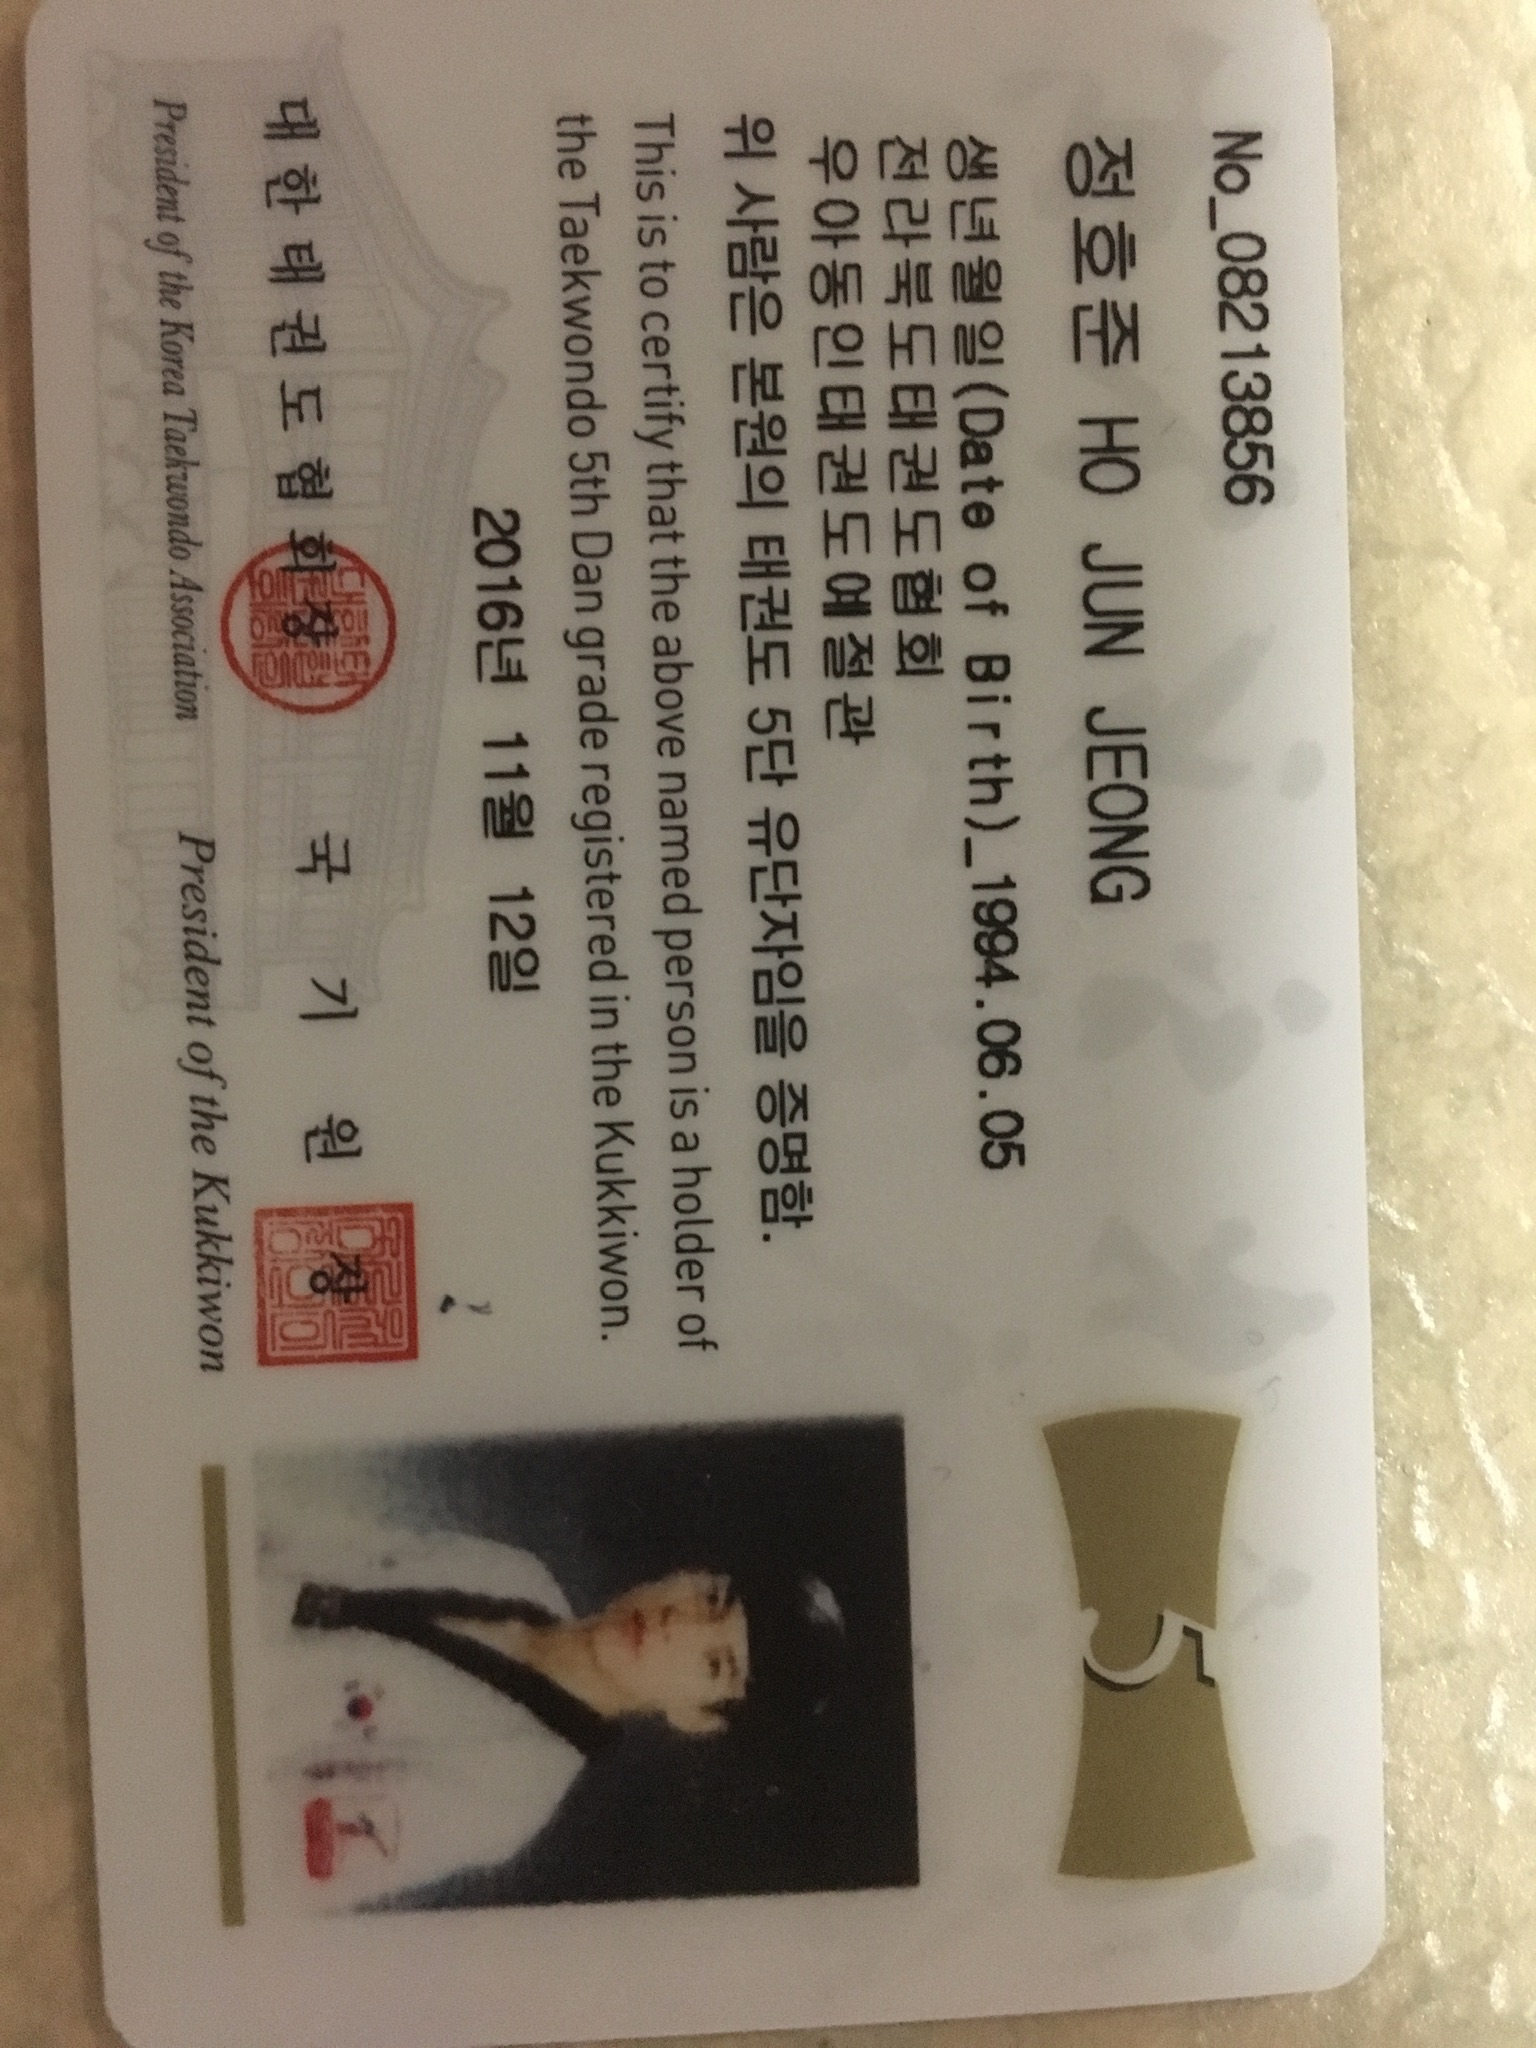 No_08213856
정호준 HO JUN JEONG
생년월일(Date of Birth)_1994.06.05
전라북도태권도협회
우아동인태권도예절관
위 사람은 본원의 태권도 5단 유단자임을 증명함.
This is to certify that the above named person is a holder of
the Taekwondo 5th Dan grade registered in the Kukkiwon.
2016년 11월 12일
대한태권도협회장 국기원장
President of the Korea Taekwondo Association President of the Kukkiwon
5